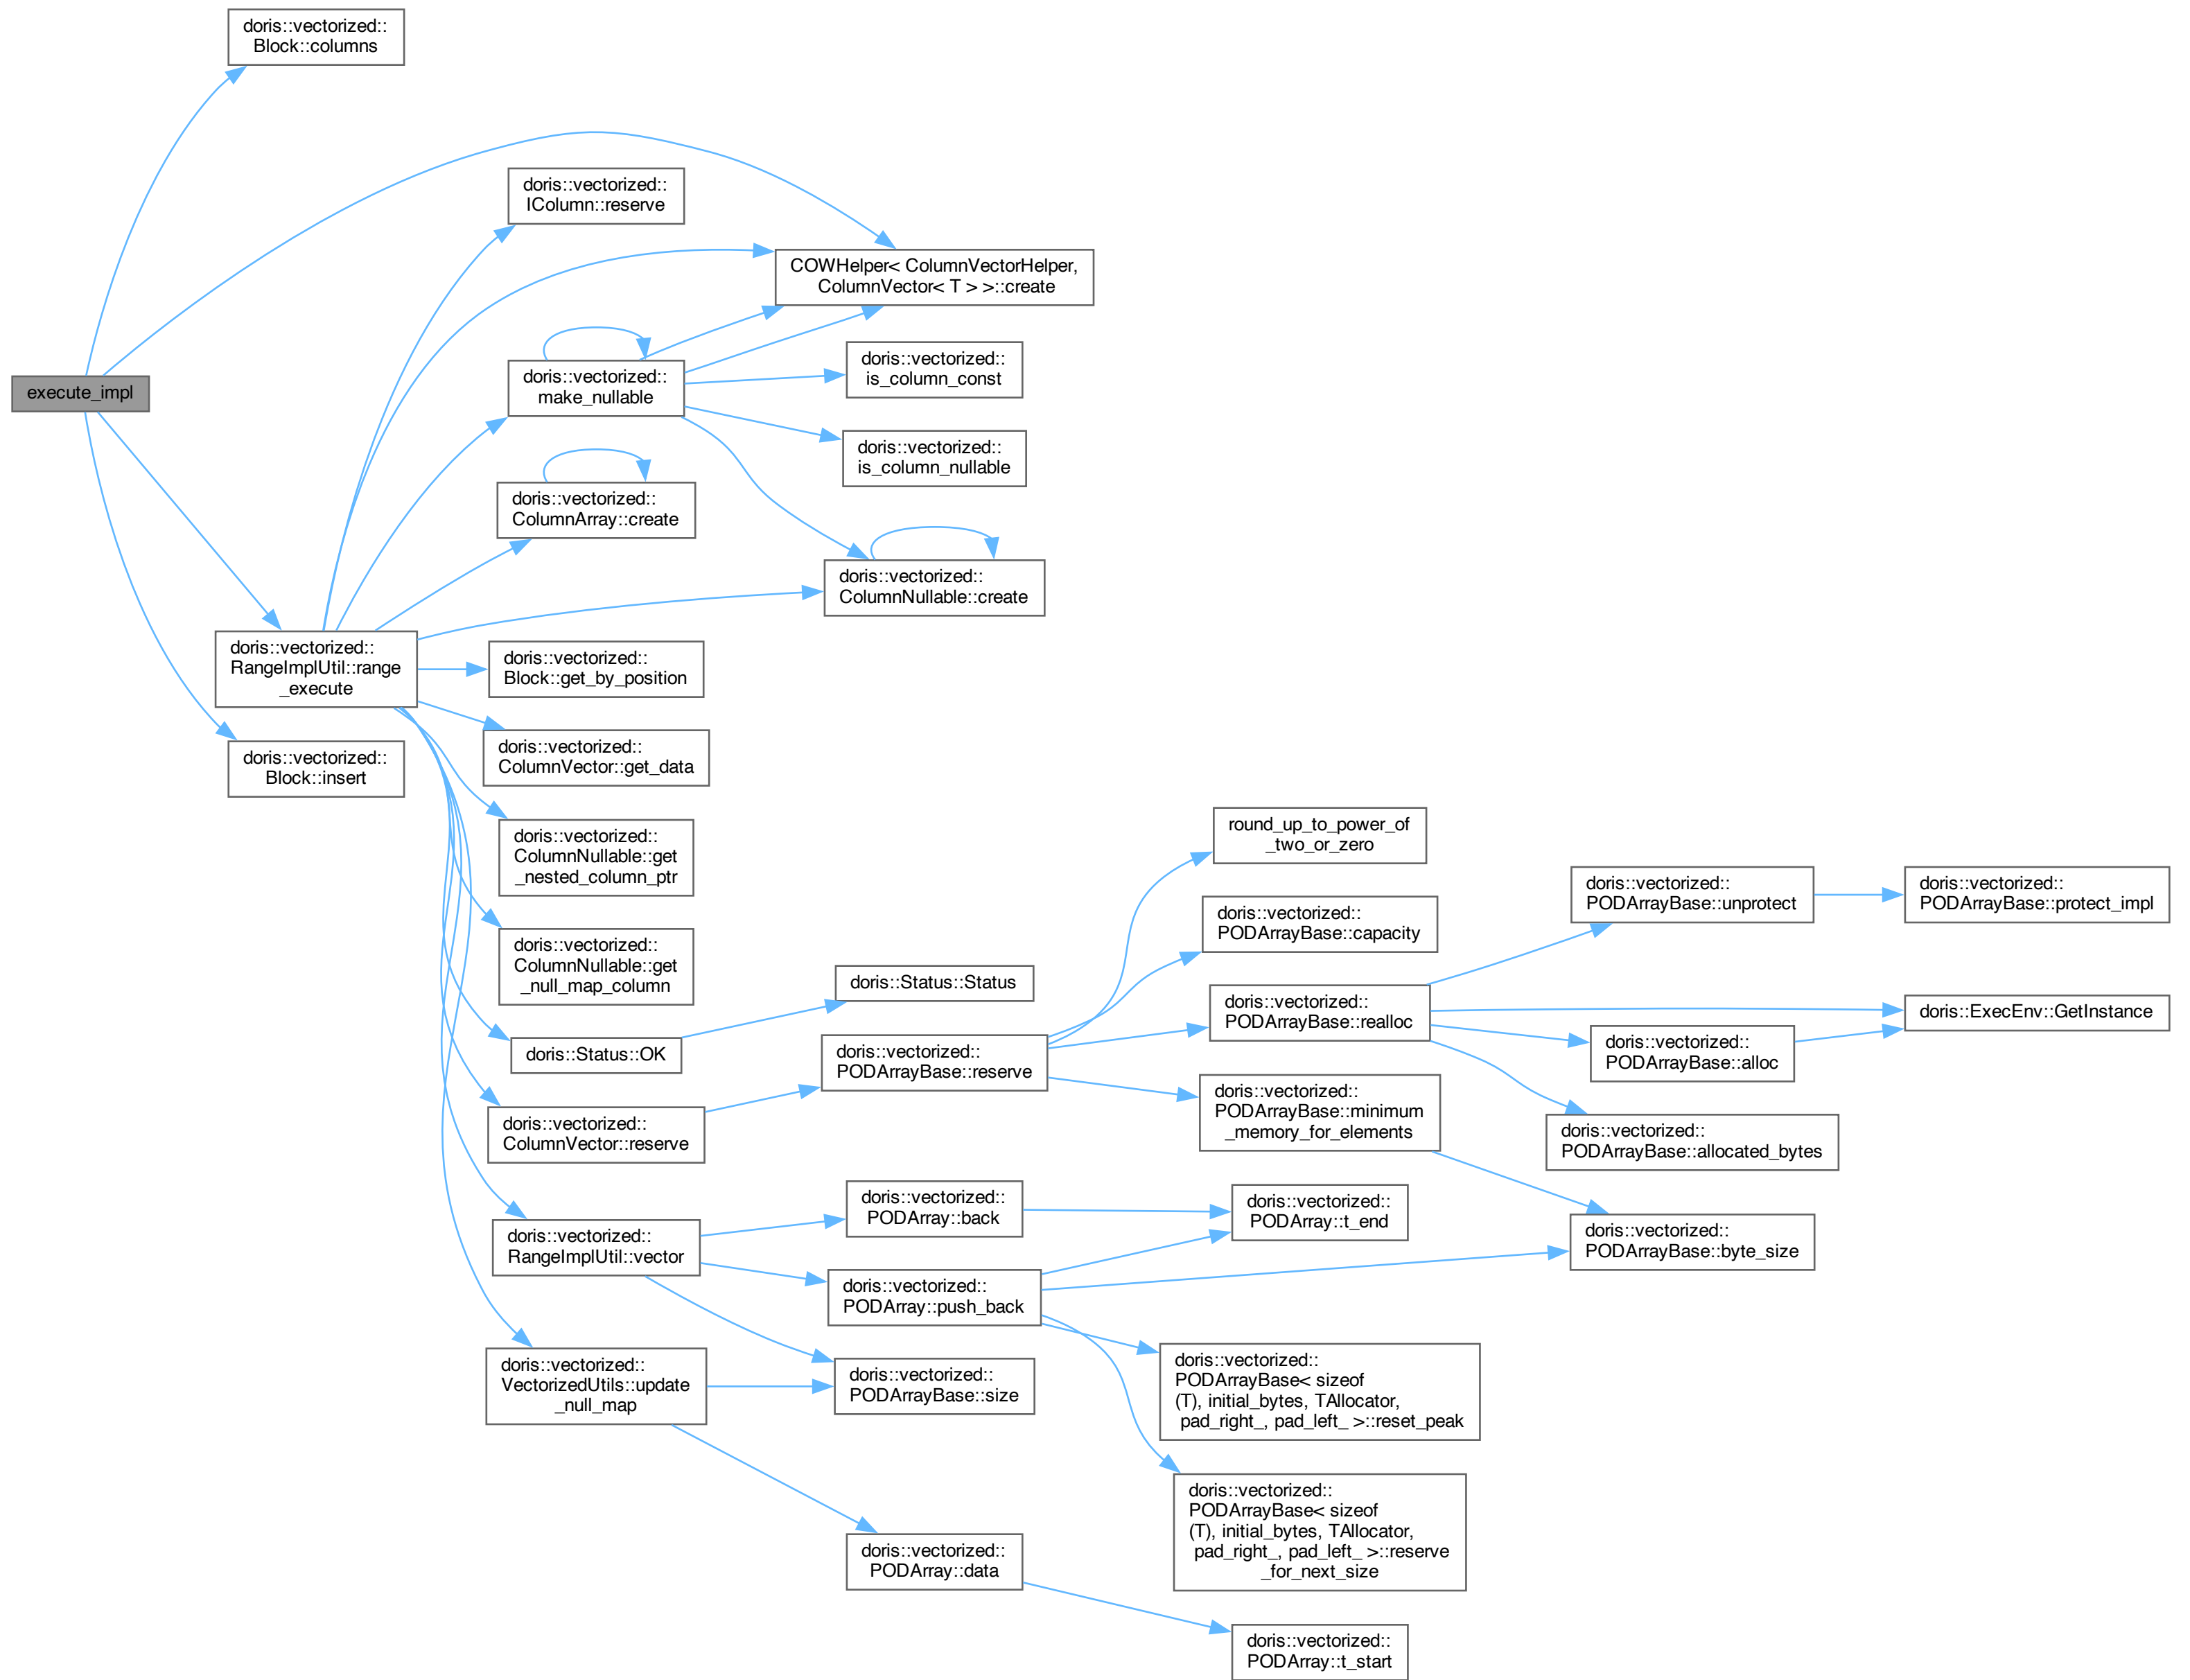 doris::vectorized::
Block::columns
doris::vectorized::
IColumn::reserve
COWHelper< ColumnVectorHelper,
ColumnVector< T > >::create
doris::vectorized::
make_nullable
doris::vectorized::
is_column_const
execute_impl
doris::vectorized::
is_column_nullable
doris::vectorized::
ColumnArray::create
doris::vectorized::
ColumnNullable::create
doris::vectorized::
RangeImplUtil::range
_execute
doris::vectorized::
Block::get_by_position
doris::vectorized::
ColumnVector::get_data
doris::vectorized::
Block::insert
doris::vectorized::
ColumnNullable::get
_nested_column_ptr
round_up_to_power_of
_two_or_zero
doris::vectorized::
PODArrayBase::unprotect
doris::vectorized::
PODArrayBase::protect_impl
doris::vectorized::
PODArrayBase::capacity
doris::vectorized::
ColumnNullable::get
_null_map_column
doris::Status::Status
doris::vectorized::
PODArrayBase::realloc
doris::ExecEnv::GetInstance
doris::Status::OK
doris::vectorized::
PODArrayBase::reserve
doris::vectorized::
PODArrayBase::alloc
doris::vectorized::
PODArrayBase::minimum
_memory_for_elements
doris::vectorized::
ColumnVector::reserve
doris::vectorized::
PODArrayBase::allocated_bytes
doris::vectorized::
PODArray::back
doris::vectorized::
PODArray::t_end
doris::vectorized::
RangeImplUtil::vector
doris::vectorized::
PODArrayBase::byte_size
doris::vectorized::
PODArray::push_back
doris::vectorized::
VectorizedUtils::update
_null_map
doris::vectorized::
PODArrayBase::size
doris::vectorized::
PODArrayBase< sizeof
(T), initial_bytes, TAllocator,
pad_right_, pad_left_ >::reset_peak
doris::vectorized::
PODArrayBase< sizeof
(T), initial_bytes, TAllocator,
pad_right_, pad_left_ >::reserve
_for_next_size
doris::vectorized::
PODArray::data
doris::vectorized::
PODArray::t_start